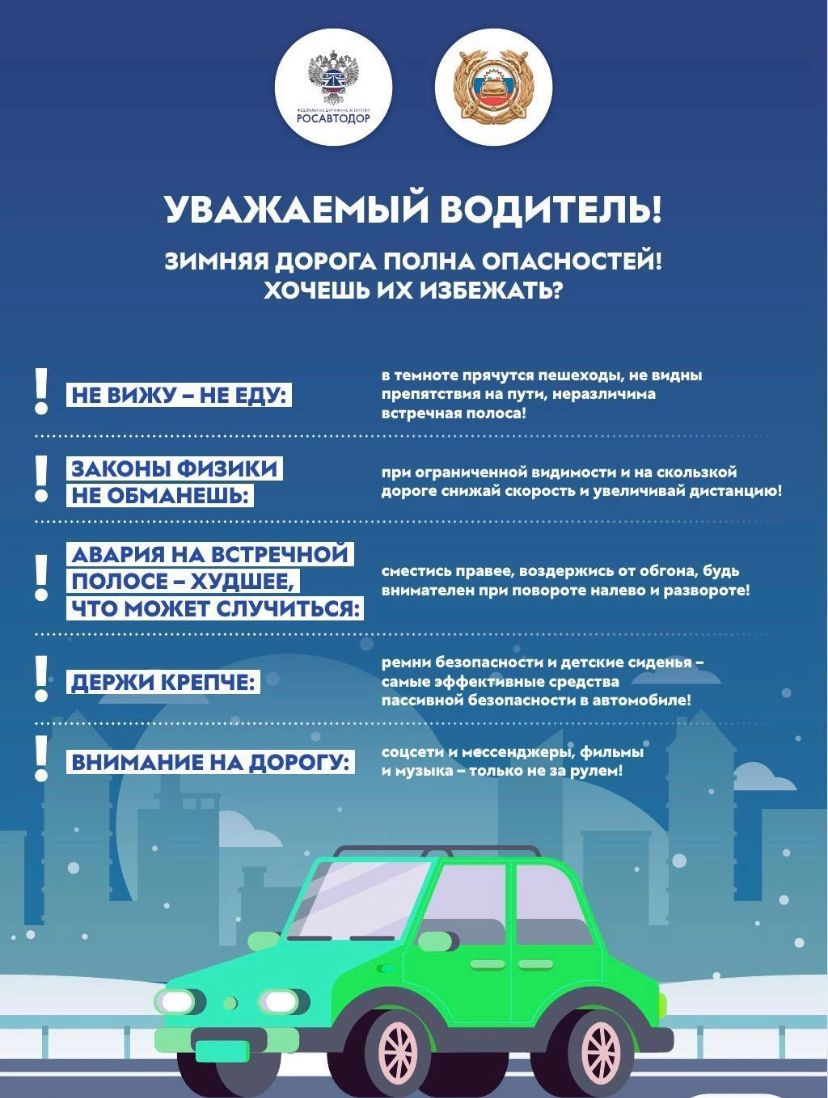 ФЕДЕРАЛЬНОЕ ДОРОЖНОЕ АГЕНТСТВО
РОСАВТОДОР
УВАЖАЕМЫЙ ВОДИТЕЛЬ!
ЗИМНЯЯ ДОРОГА ПОЛНА ОПАСНОСТЕЙ!
ХОЧЕШЬ ИХ ИЗБЕЖАТЬ?
! НЕ ВИЖУ – НЕ ЕДУ:
в темноте прячутся пешеходы, не видны
препятствия на пути, неразличима
встречная полоса!
! ЗАКОНЫ ФИЗИКИ
НЕ ОБМАНЕШЬ:
при ограниченной видимости и на скользкой
дороге снижай скорость и увеличивай дистанцию!
! АВАРИЯ НА ВСТРЕЧНОЙ
ПОЛОСЕ – ХУДШЕЕ,
ЧТО МОЖЕТ СЛУЧИТЬСЯ:
сместись правее, воздержись от обгона, будь
внимателен при повороте налево и развороте!
! ДЕРЖИ КРЕПЧЕ:
ремни безопасности и детские сиденья –
самые эффективные средства
пассивной безопасности в автомобиле!
! ВНИМАНИЕ НА ДОРОГУ:
соцсети и мессенджеры, фильмы
и музыка – только не за рулем!